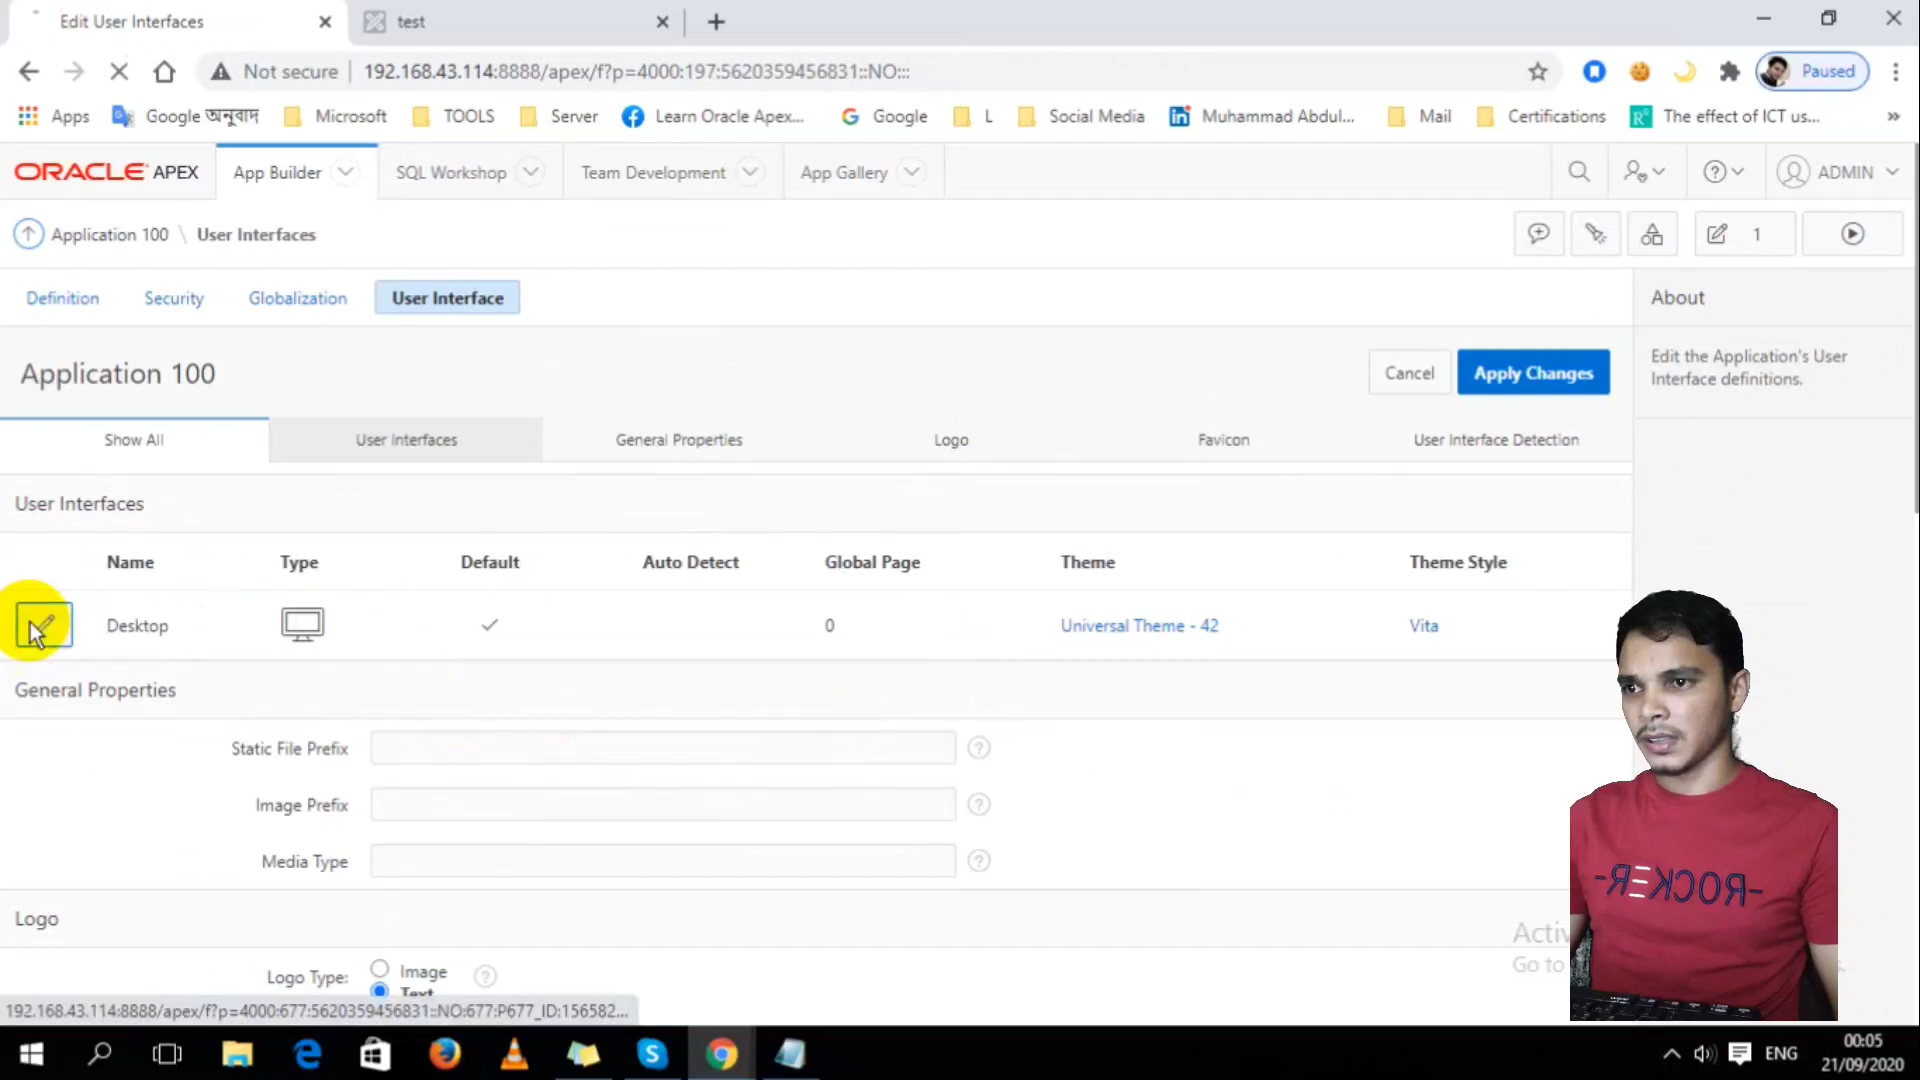 Edit User Interfaces
test
Not secure
192.168.43.114:8888/apex/f?p=4000:197:5620359456831::NO:::
Paused
Apps
Google অনুবাদ
Microsoft
TOOLS
Server
Learn Oracle Apex...
Google
L
Social Media
Muhammad Abdul...
Mail
Certifications
The effect of ICT us...
»
ORACLE APEX
App Builder
SQL Workshop
Team Development
App Gallery
ADMIN
Application 100 \ User Interfaces
1
Definition
Security
Globalization
User Interface
About
Application 100
Cancel
Apply Changes
Edit the Application's User
Interface definitions.
Show All
User Interfaces
General Properties
Logo
Favicon
User Interface Detection
User Interfaces
Name
Type
Default
Auto Detect
Global Page
Theme
Theme Style
Desktop
0
Universal Theme - 42
Vita
General Properties
Static File Prefix
Image Prefix
Media Type
-ROCKER-
Logo
Activ
Go to
Logo Type:
Image
Text
192.168.43.114:8888/apex/f?p=4000:677:5620359456831::NO:677:P677_ID:156582...
ENG
00:05
21/09/2020